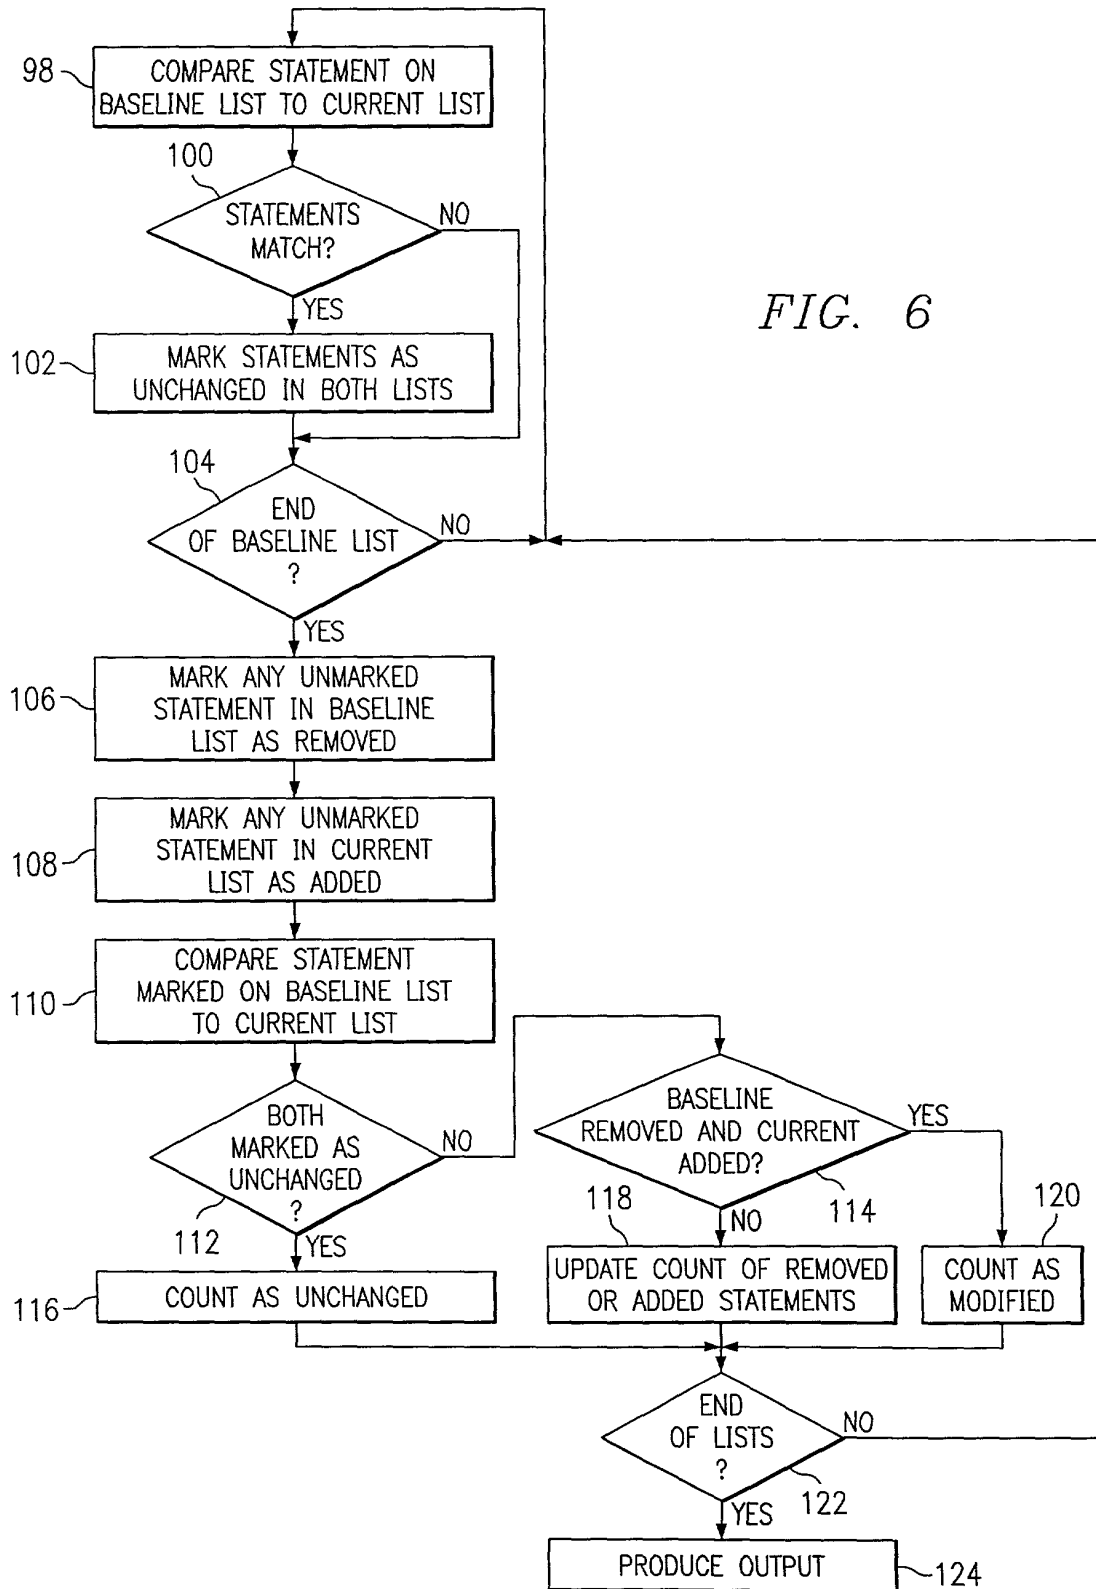 98
COMPARE STATEMENT ON
BASELINE LIST TO CURRENT LIST
100
STATEMENTS
MATCH?
NO
YES
FIG. 6
102
MARK STATEMENTS AS
UNCHANGED IN BOTH LISTS
104
END
OF BASELINE LIST
?
NO
YES
106
MARK ANY UNMARKED
STATEMENT IN BASELINE
LIST AS REMOVED
108
MARK ANY UNMARKED
STATEMENT IN CURRENT
LIST AS ADDED
110
COMPARE STATEMENT
MARKED ON BASELINE LIST
TO CURRENT LIST
BOTH
MARKED AS
UNCHANGED
?
NO
112
YES
BASELINE
REMOVED AND CURRENT
ADDED?
YES
114
NO
116
COUNT AS UNCHANGED
118
UPDATE COUNT OF REMOVED
OR ADDED STATEMENTS
120
COUNT AS
MODIFIED
END
OF LISTS
?
NO
122
YES
PRODUCE OUTPUT
124